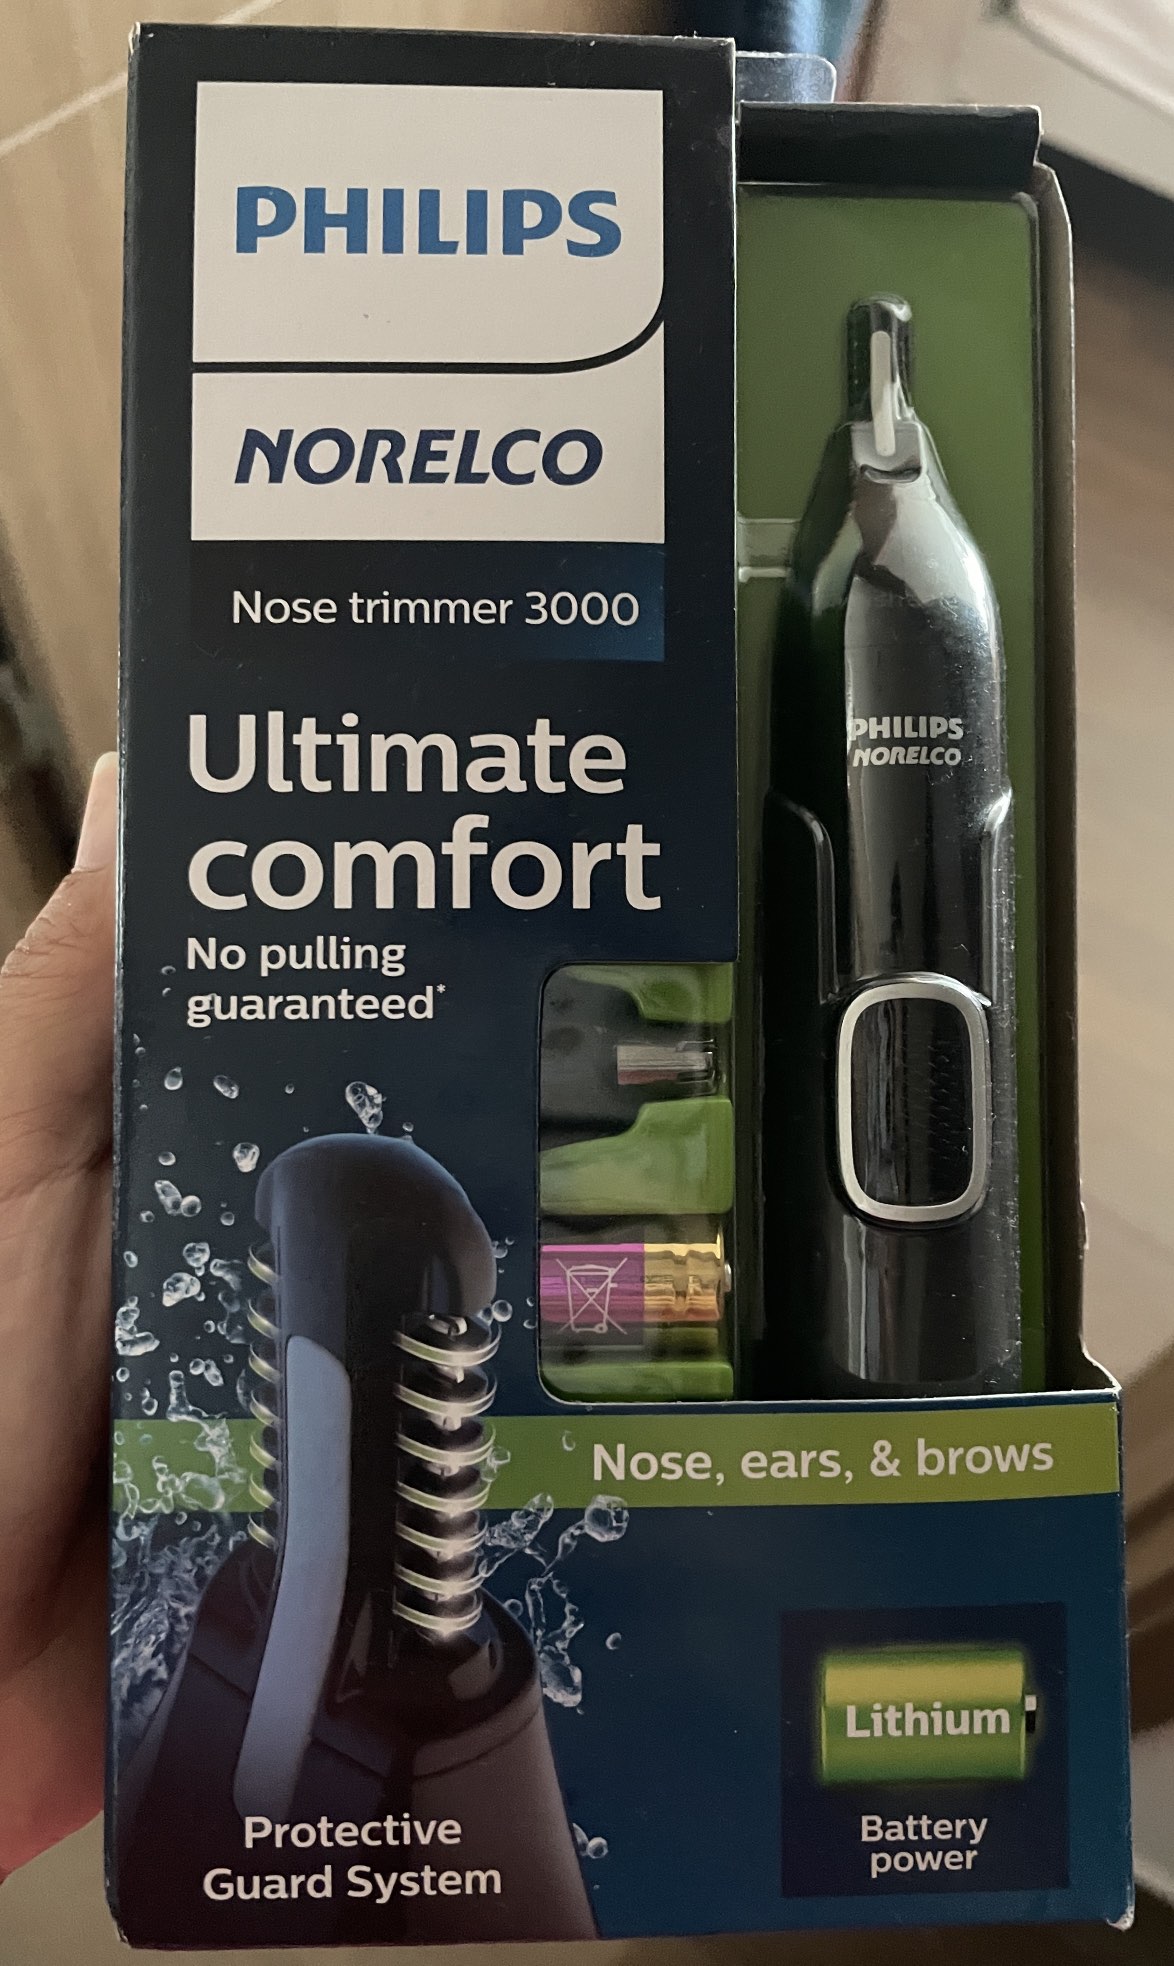 PHILIPS
NORELCO
Nose trimmer 3000
Ultimate
comfort
No pulling
guaranteed*
PHILIPS
NORELCO
Nose, ears, & brows
Lithium
Battery
power
Protective
Guard System